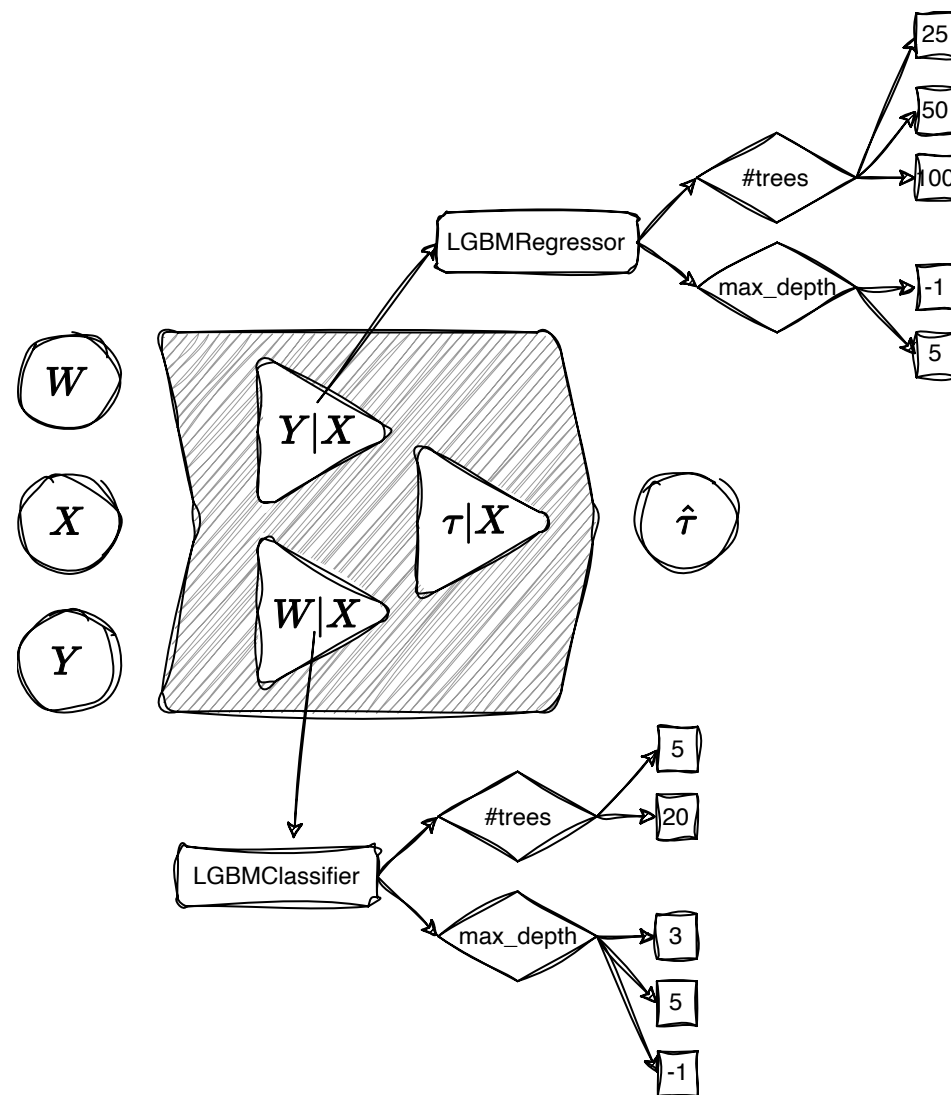 25
50
#trees
100
LGBMRegressor
max_depth
-1
5
W
Y|X
X
τ|X
τ̂
W|X
Y
5
#trees
20
LGBMClassifier
max_depth
3
5
-1